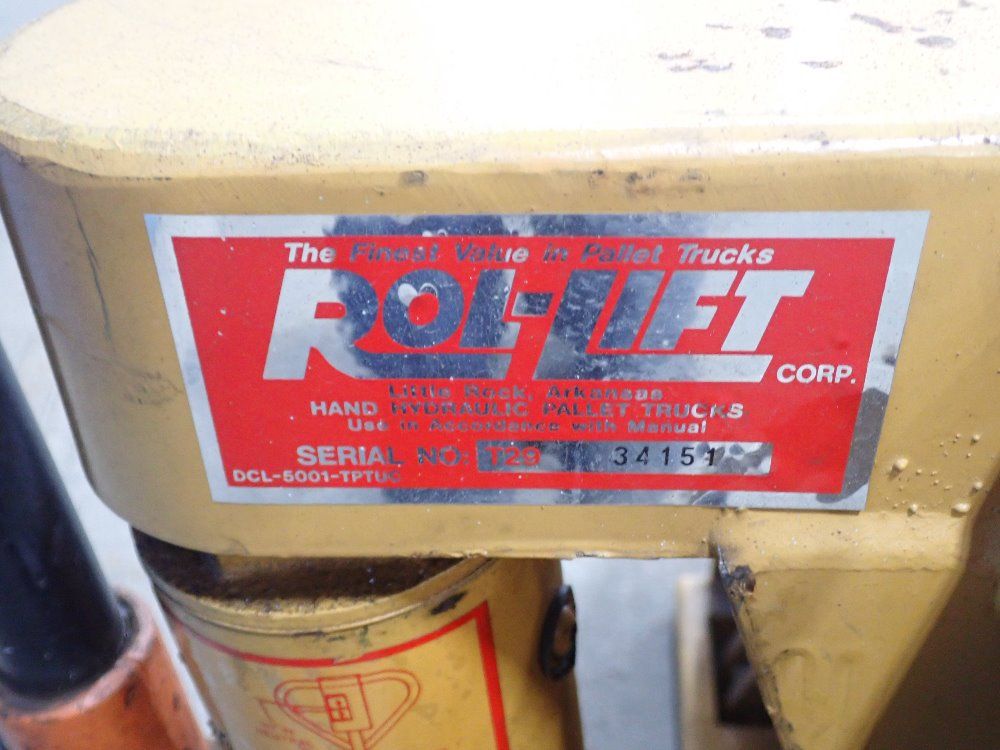 The Finest Value in Pallet Trucks
ROL-LIFT CORP.
Little Rock, Arkansas
HAND HYDRAULIC PALLET TRUCKS
Use in Accordance with Manual
SERIAL NO: T29 34151
DCL-5001-TPTUC